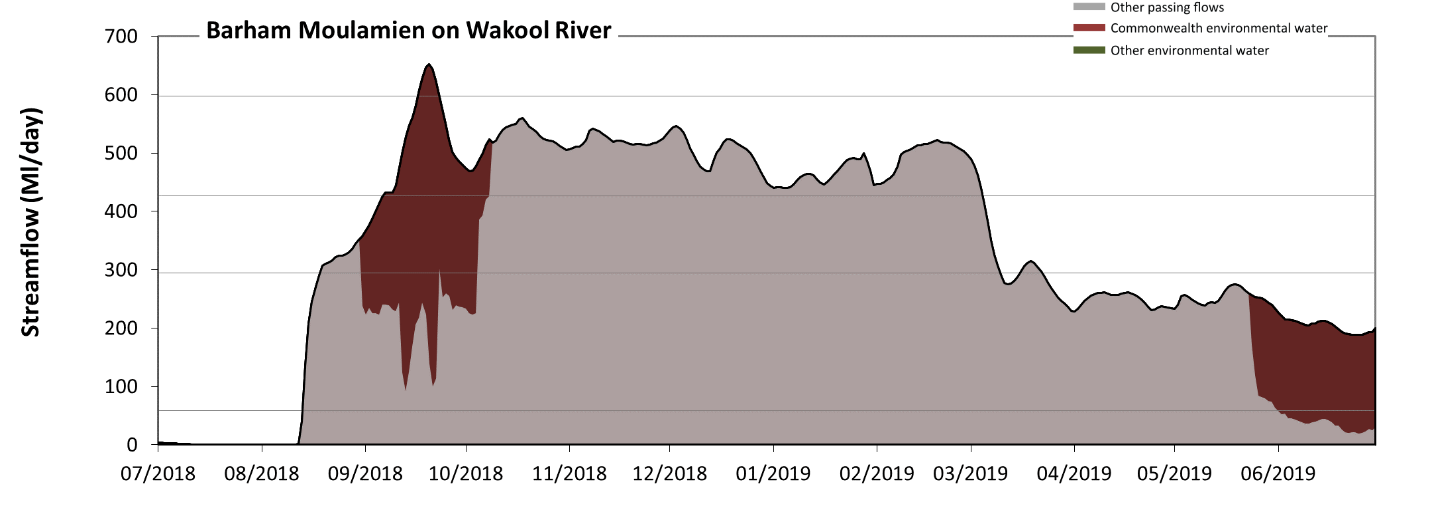 Other passing flows
Barham Moulamien on Wakool River
Commonwealth environmental water
Other environmental water
Streamflow (Ml/day)
700
600
500
400
300
200
100
0
07/2018 08/2018 09/2018 10/2018 11/2018 12/2018 01/2019 02/2019 03/2019 04/2019 05/2019 06/2019